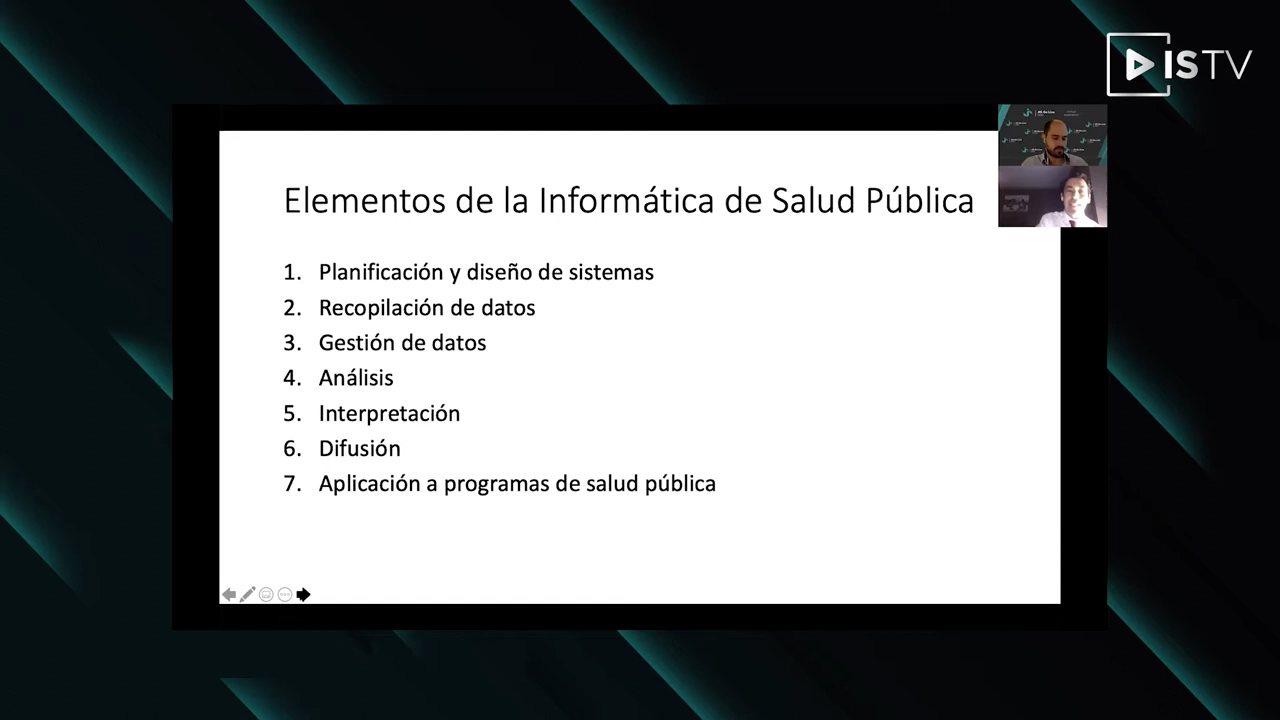 ISTV
Elementos de la Informática de Salud Pública
1. Planificación y diseño de sistemas
2. Recopilación de datos
3. Gestión de datos
4. Análisis
5. Interpretación
6. Difusión
7. Aplicación a programas de salud pública